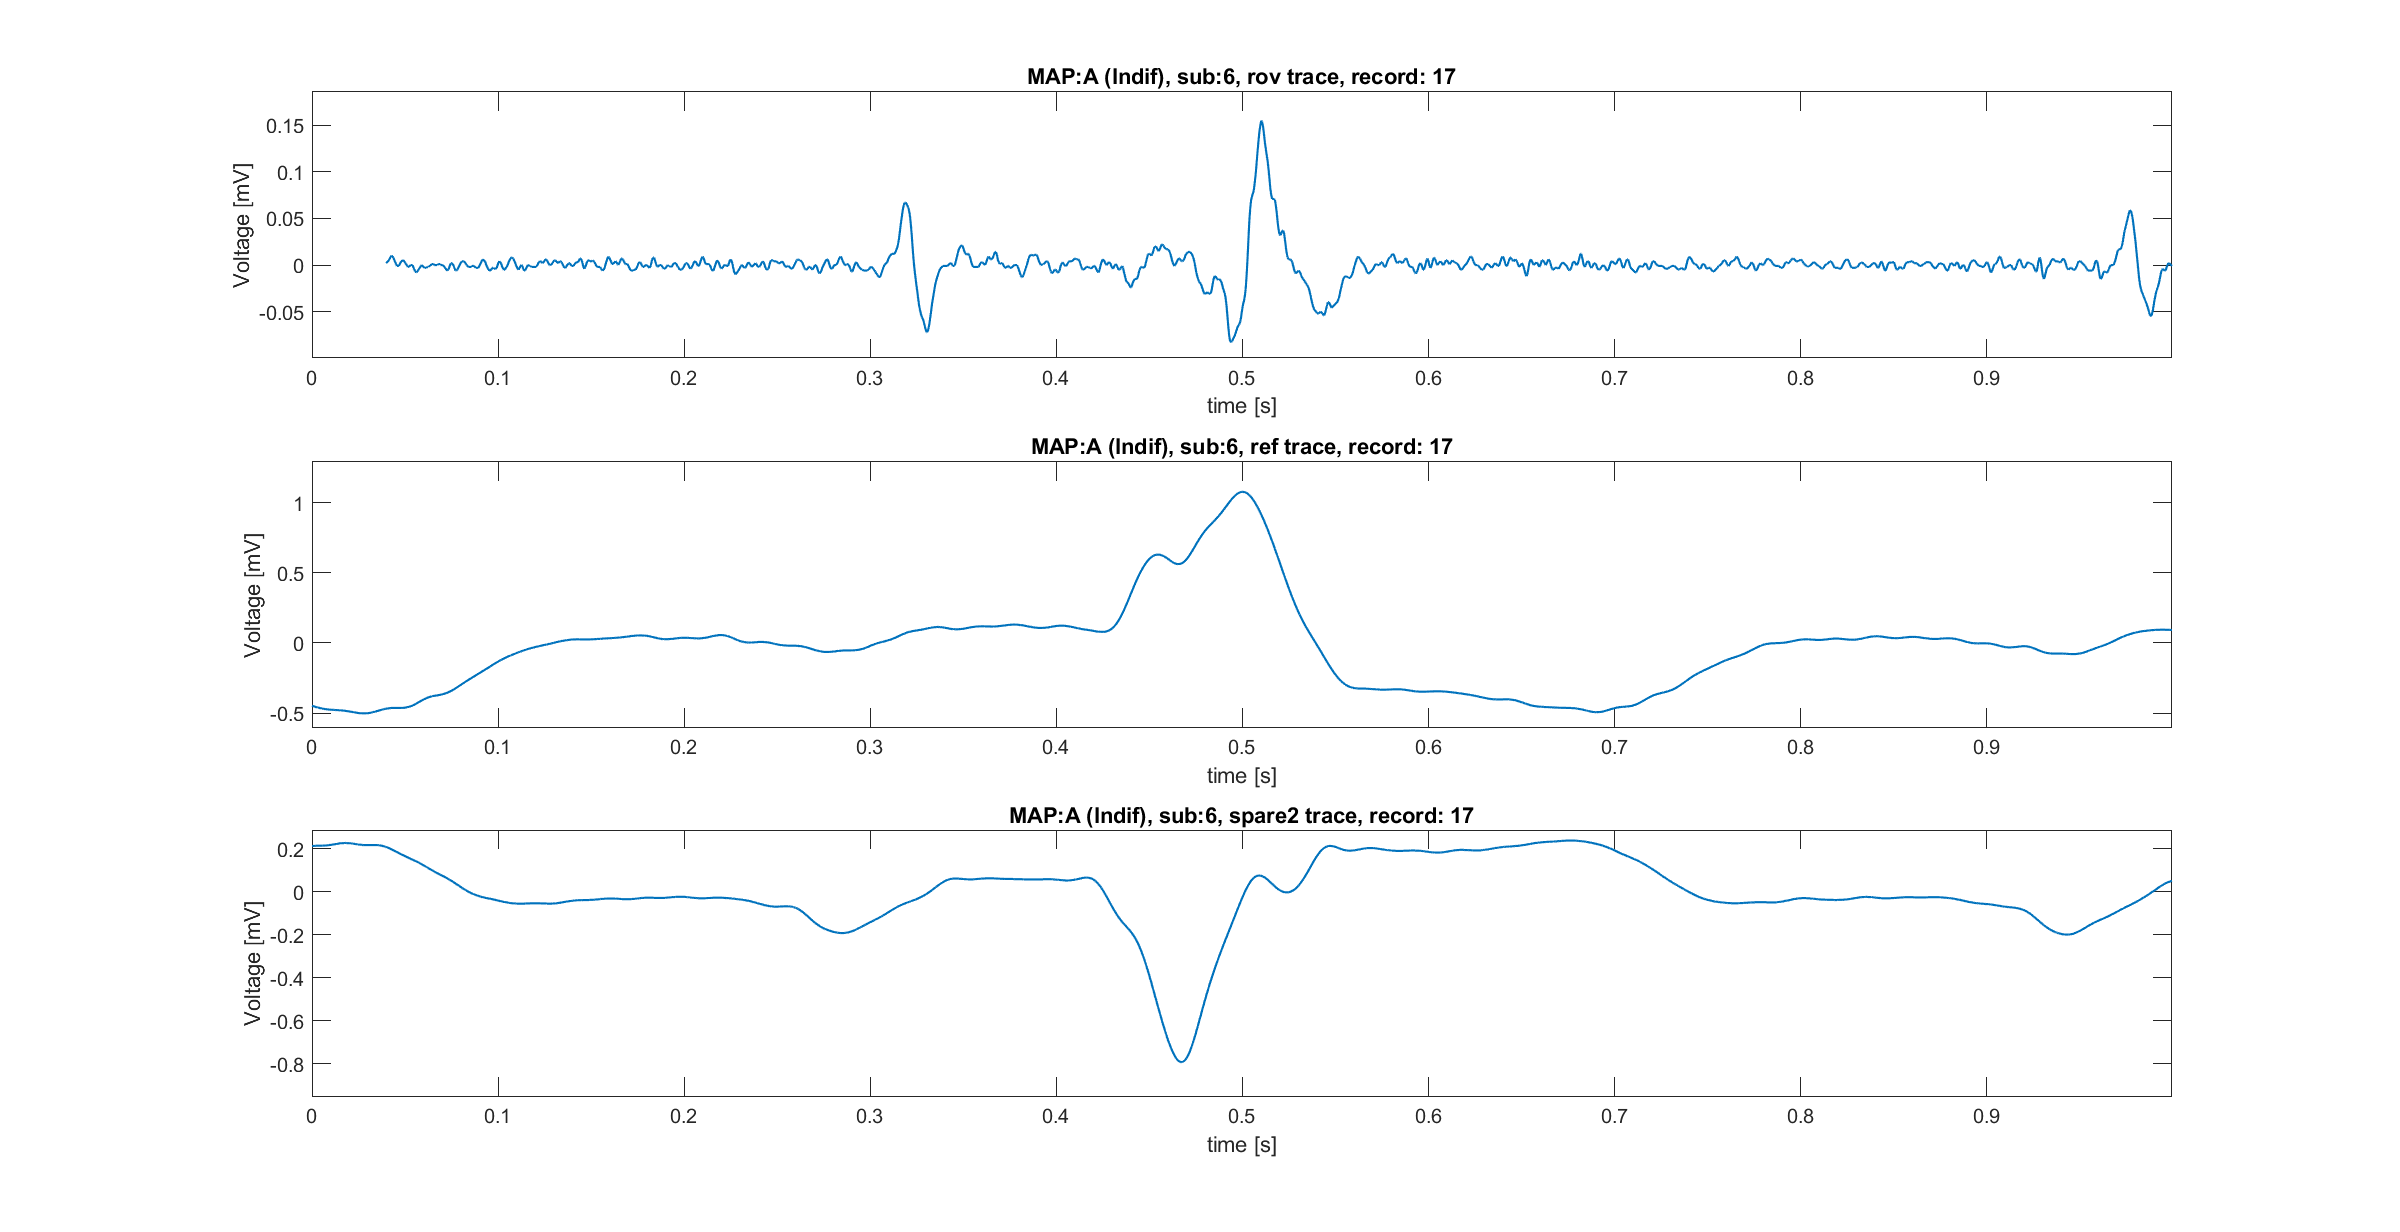 MAP:A (Indif), sub:6, rov trace, record: 17
Voltage [mV]
0.15
0.1
0.05
0
-0.05
0 0.1 0.2 0.3 0.4 0.5 0.6 0.7 0.8 0.9
time [s]
MAP:A (Indif), sub:6, ref trace, record: 17
Voltage [mV]
1
0.5
0
-0.5
0 0.1 0.2 0.3 0.4 0.5 0.6 0.7 0.8 0.9
time [s]
MAP:A (Indif), sub:6, spare2 trace, record: 17
Voltage [mV]
0.2
0
-0.2
-0.4
-0.6
-0.8
0 0.1 0.2 0.3 0.4 0.5 0.6 0.7 0.8 0.9
time [s]